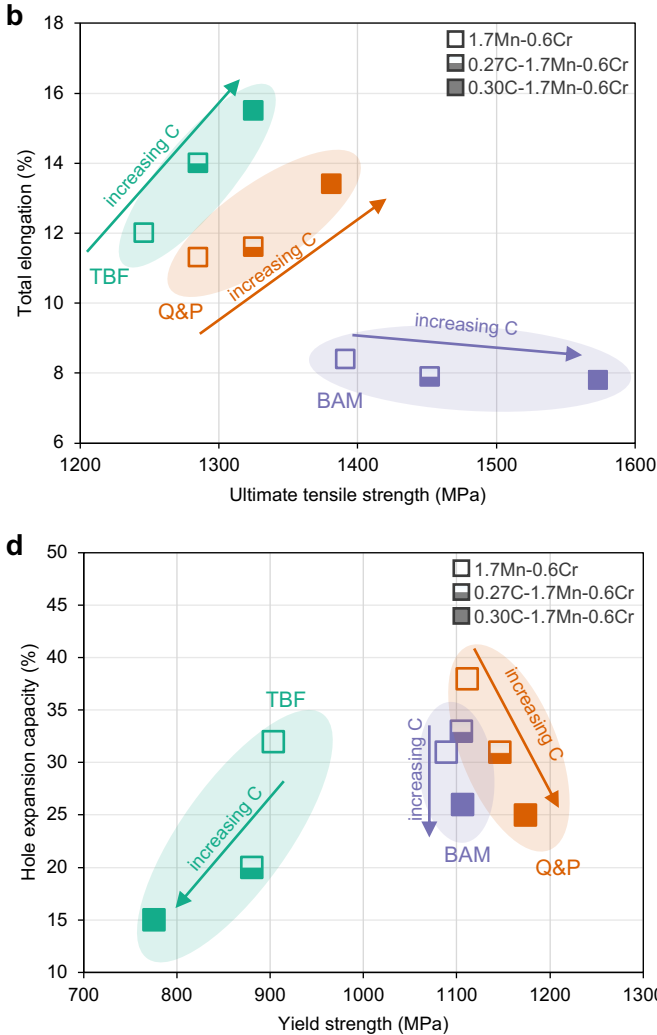 b
18
16
14
12
10
8
6
Total elongation (%)
1.7Mn-0.6Cr
0.27C-1.7Mn-0.6Cr
0.30C-1.7Mn-0.6Cr
increasing C
TBF
increasing C
Q&P
increasing C
BAM
1200
1300
1400
1500
1600
Ultimate tensile strength (MPa)
d
50
45
40
35
30
25
20
15
10
Hole expansion capacity (%)
1.7Mn-0.6Cr
0.27C-1.7Mn-0.6Cr
0.30C-1.7Mn-0.6Cr
TBF
increasing C
increasing C
BAM
increasing C
Q&P
700
800
900
1000
1100
1200
1300
Yield strength (MPa)